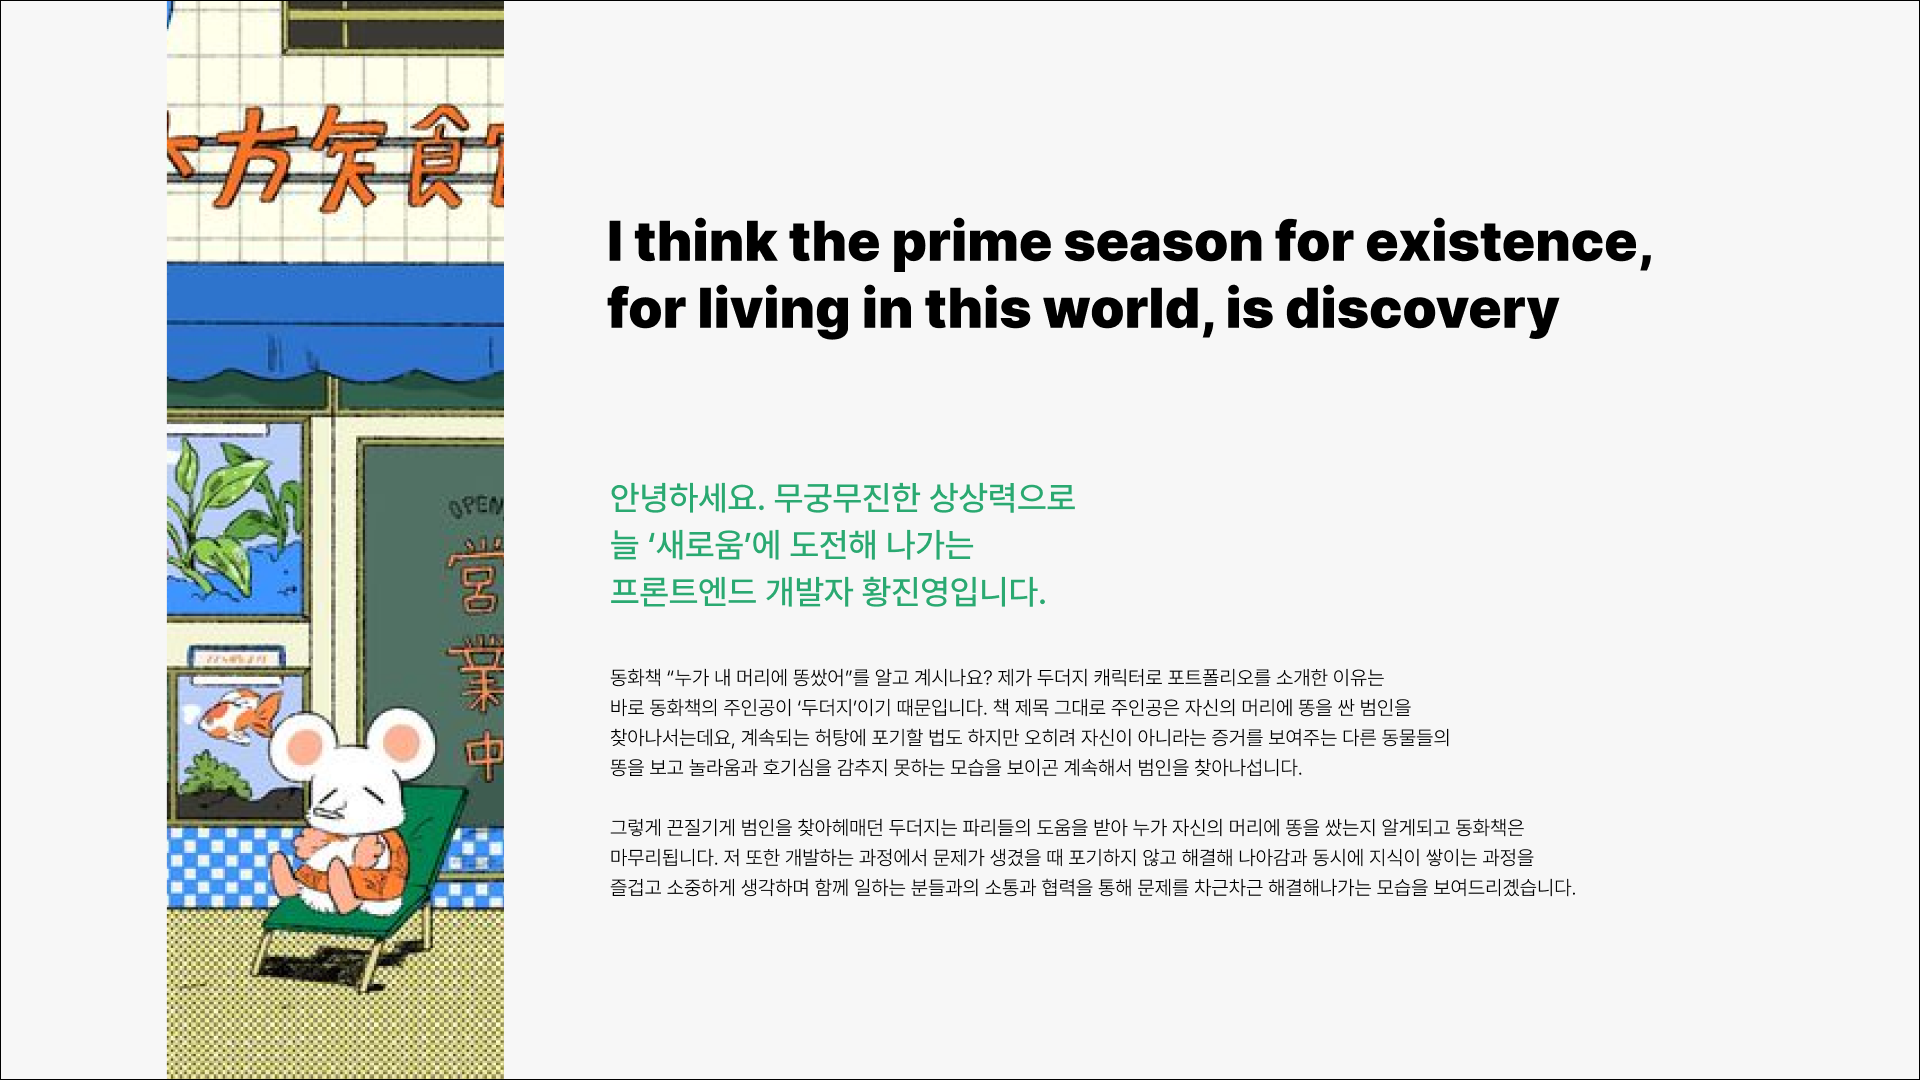 方矢食
OPEN
営
業
中
I think the prime season for existence,
for living in this world, is discovery
안녕하세요. 무궁무진한 상상력으로
늘 ‘새로움’에 도전해 나가는
프론트엔드 개발자 황진영입니다.
동화책 “누가 내 머리에 똥쌌어”를 알고 계시나요? 제가 두더지 캐릭터로 포트폴리오를 소개한 이유는
바로 동화책의 주인공이 ‘두더지’이기 때문입니다. 책 제목 그대로 주인공은 자신의 머리에 똥을 싼 범인을
찾아나서는데요, 계속되는 허탕에 포기할 법도 하지만 오히려 자신이 아니라는 증거를 보여주는 다른 동물들의
똥을 보고 놀라움과 호기심을 감추지 못하는 모습을 보이곤 계속해서 범인을 찾아나섭니다.
그렇게 끈질기게 범인을 찾아헤매던 두더지는 파리들의 도움을 받아 누가 자신의 머리에 똥을 쌌는지 알게되고 동화책은
마무리됩니다. 저 또한 개발하는 과정에서 문제가 생겼을 때 포기하지 않고 해결해 나아감과 동시에 지식이 쌓이는 과정을
즐겁고 소중하게 생각하며 함께 일하는 분들과의 소통과 협력을 통해 문제를 차근차근 해결해나가는 모습을 보여드리곘습니다.